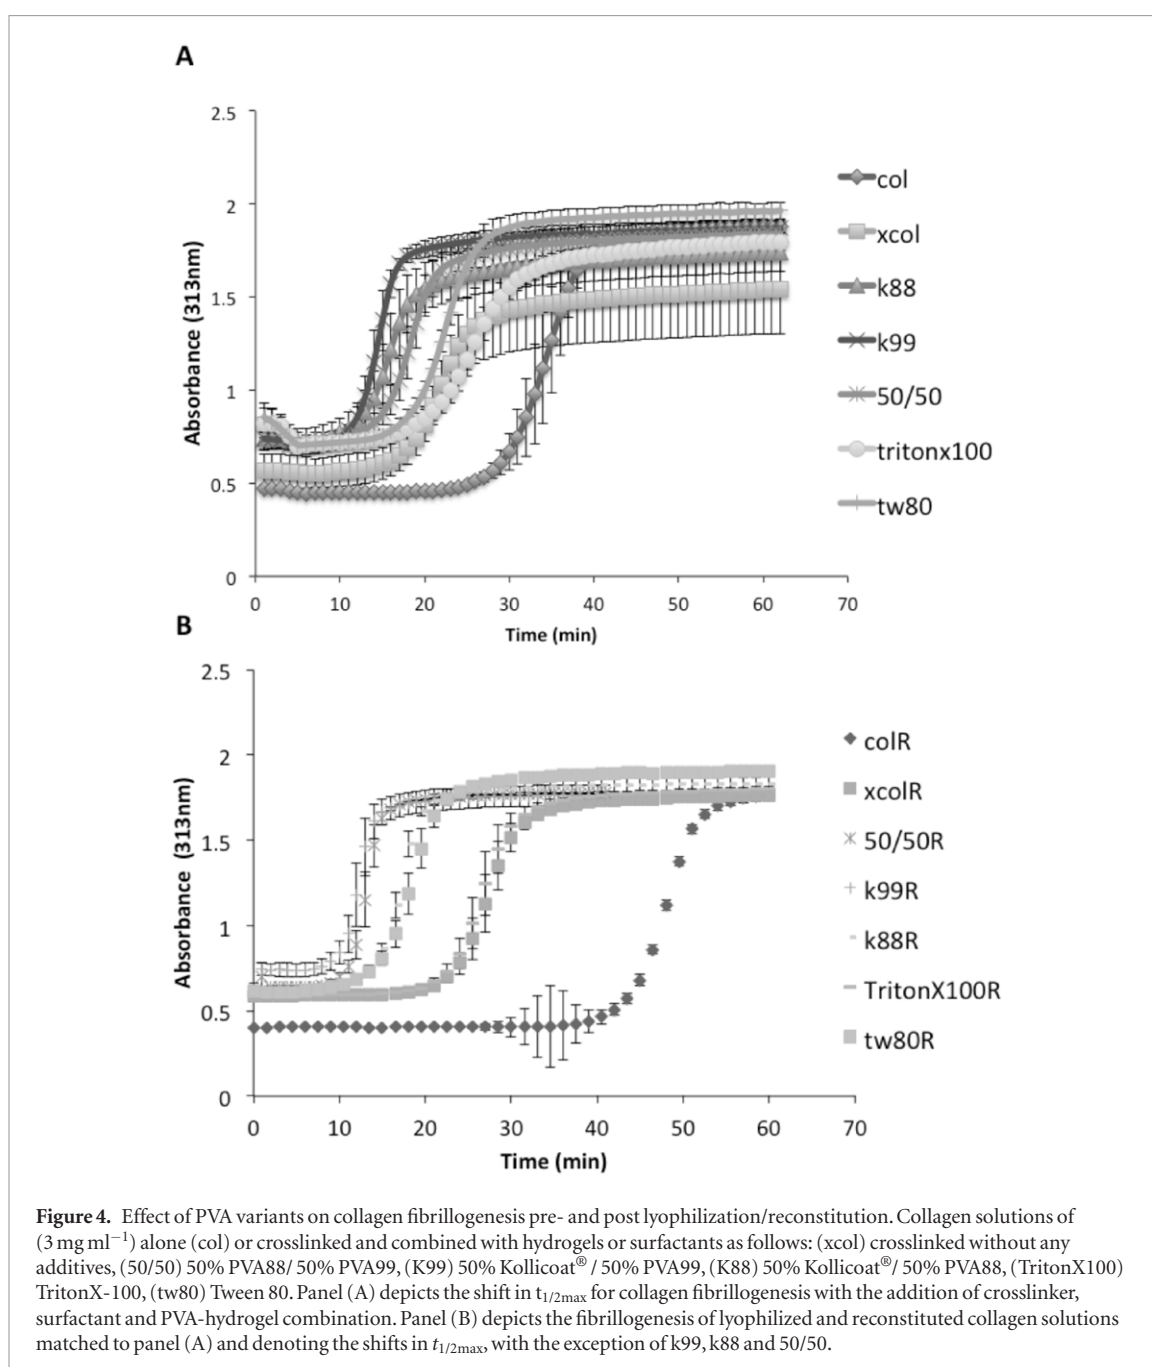 A
2.5
2
1.5
1
0.5
0
Absorbance (313nm)
0 10 20 30 40 50 60 70
Time (min)
col
xcol
k88
k99
50/50
tritonx100
tw80
B
2.5
2
1.5
1
0.5
0
Absorbance (313nm)
0 10 20 30 40 50 60 70
Time (min)
colR
xcolR
50/50R
k99R
k88R
TritonX100R
tw80R
Figure 4. Effect of PVA variants on collagen fibrillogenesis pre- and post lyophilization/reconstitution. Collagen solutions of
(3 mg ml−1) alone (col) or crosslinked and combined with hydrogels or surfactants as follows: (xcol) crosslinked without any
additives, (50/50) 50% PVA88/ 50% PVA99, (K99) 50% Kollicoat® / 50% PVA99, (K88) 50% Kollicoat®/ 50% PVA88, (TritonX100)
TritonX-100, (tw80) Tween 80. Panel (A) depicts the shift in t1/2max for collagen fibrillogenesis with the addition of crosslinker,
surfactant and PVA-hydrogel combination. Panel (B) depicts the fibrillogenesis of lyophilized and reconstituted collagen solutions
matched to panel (A) and denoting the shifts in t1/2max, with the exception of k99, k88 and 50/50.